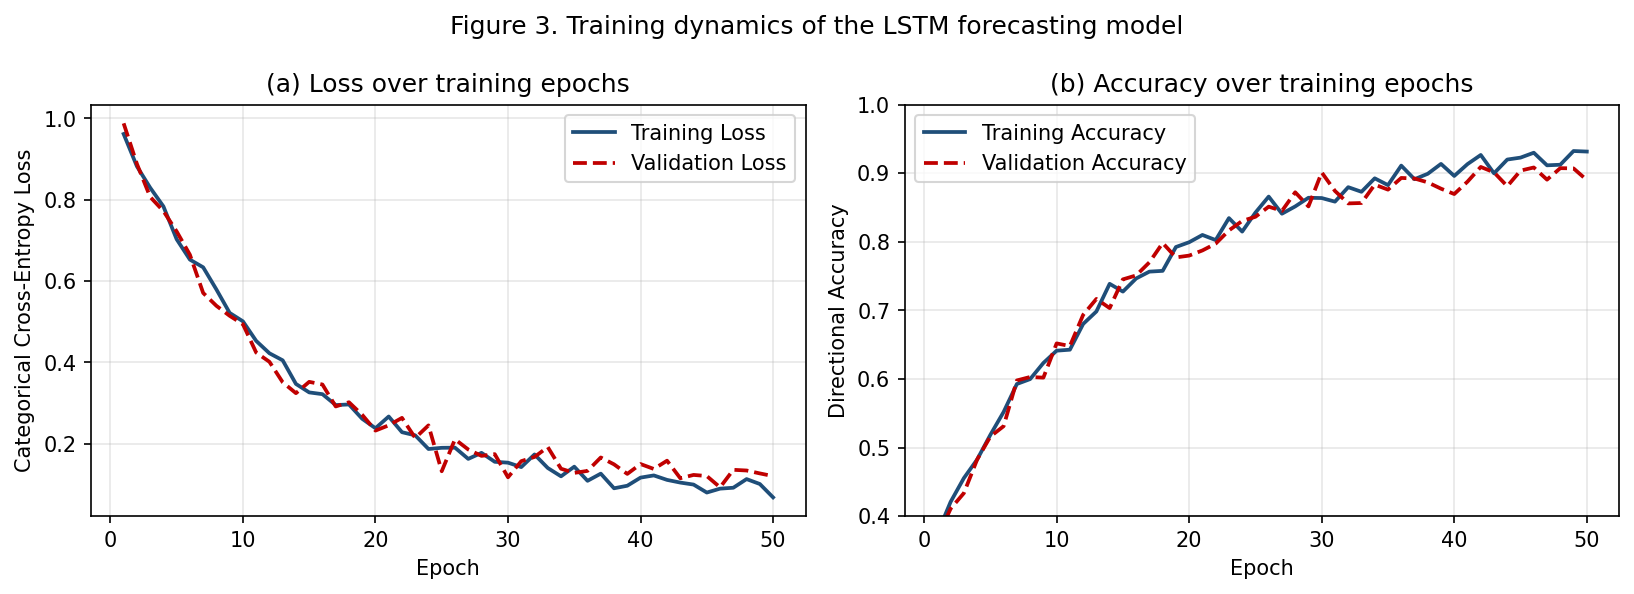 Figure 3. Training dynamics of the LSTM forecasting model
(a) Loss over training epochs
Categorical Cross-Entropy Loss
1.0
0.8
0.6
0.4
0.2
Training Loss
Validation Loss
0 10 20 30 40 50
Epoch
(b) Accuracy over training epochs
Directional Accuracy
1.0
0.9
0.8
0.7
0.6
0.5
0.4
Training Accuracy
Validation Accuracy
0 10 20 30 40 50
Epoch